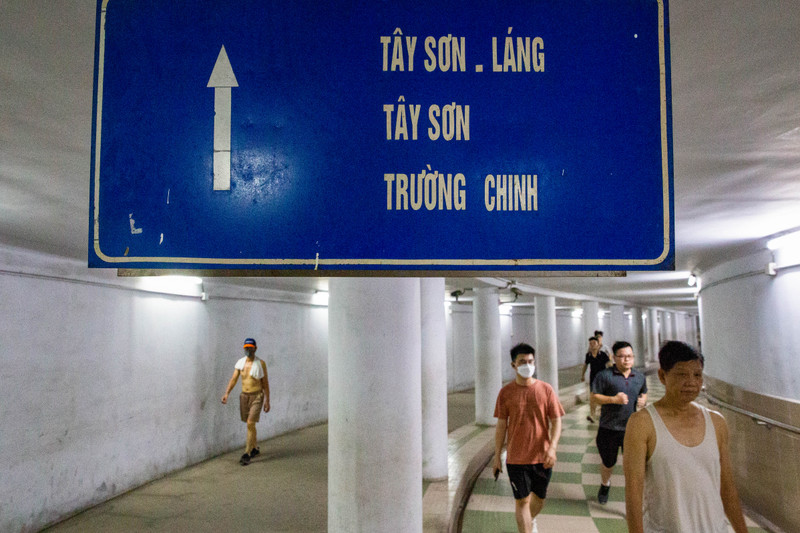 TÂY SƠN . LÁNG
TÂY SƠN
TRƯỜNG CHINH